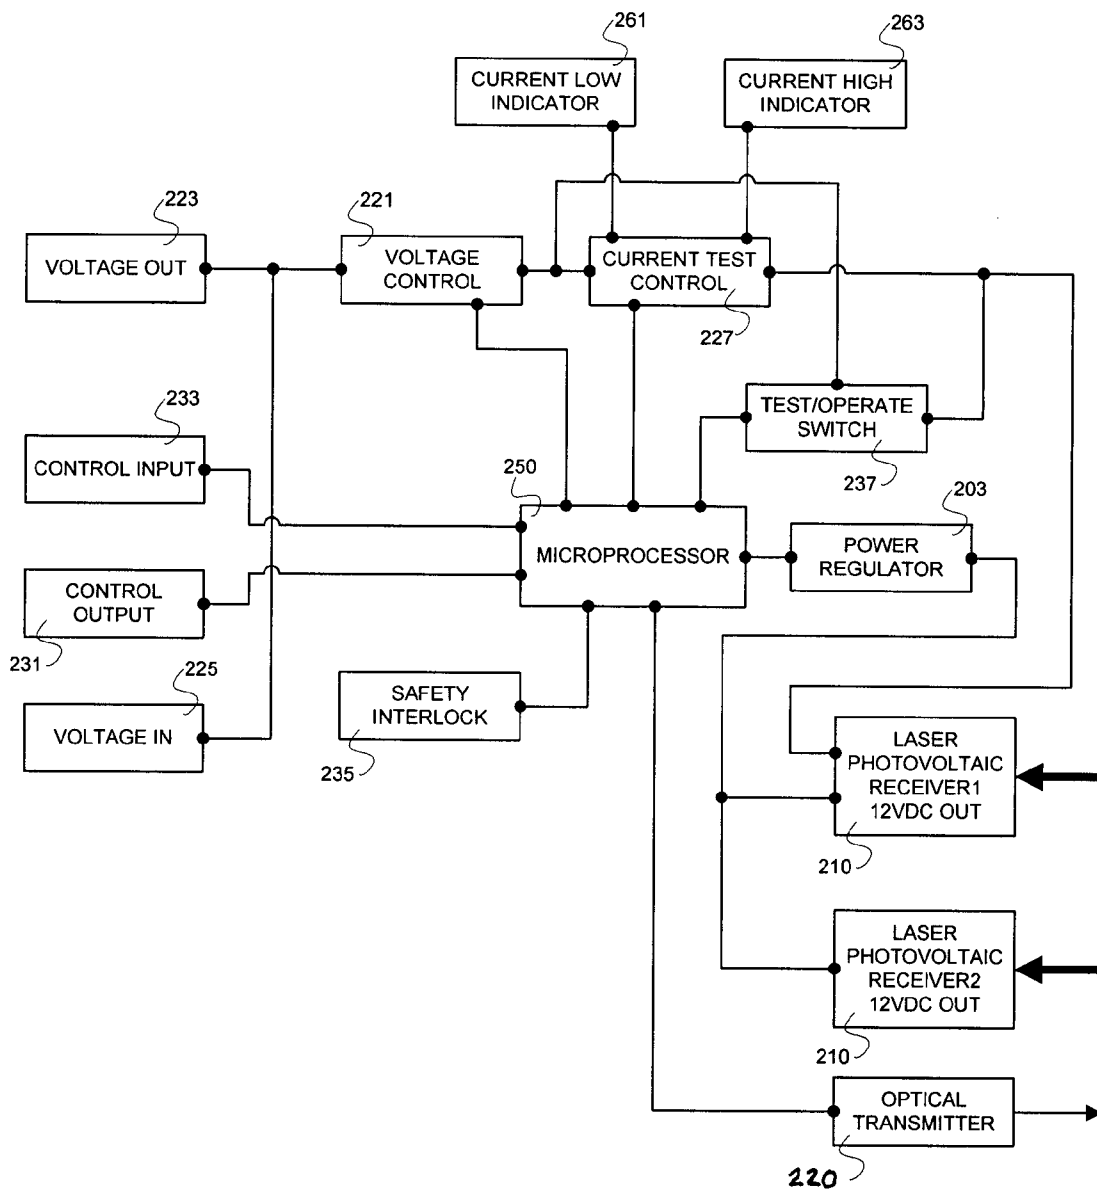 261
263
CURRENT LOW
INDICATOR
CURRENT HIGH
INDICATOR
223
221
VOLTAGE OUT
VOLTAGE
CONTROL
CURRENT TEST
CONTROL
227
233
TEST/OPERATE
SWITCH
CONTROL INPUT
237
250
203
MICROPROCESSOR
POWER
REGULATOR
CONTROL
OUTPUT
231
225
SAFETY
INTERLOCK
VOLTAGE IN
235
LASER
PHOTOVOLTAIC
RECEIVER1
12VDC OUT
210
LASER
PHOTOVOLTAIC
RECEIVER2
12VDC OUT
210
OPTICAL
TRANSMITTER
220